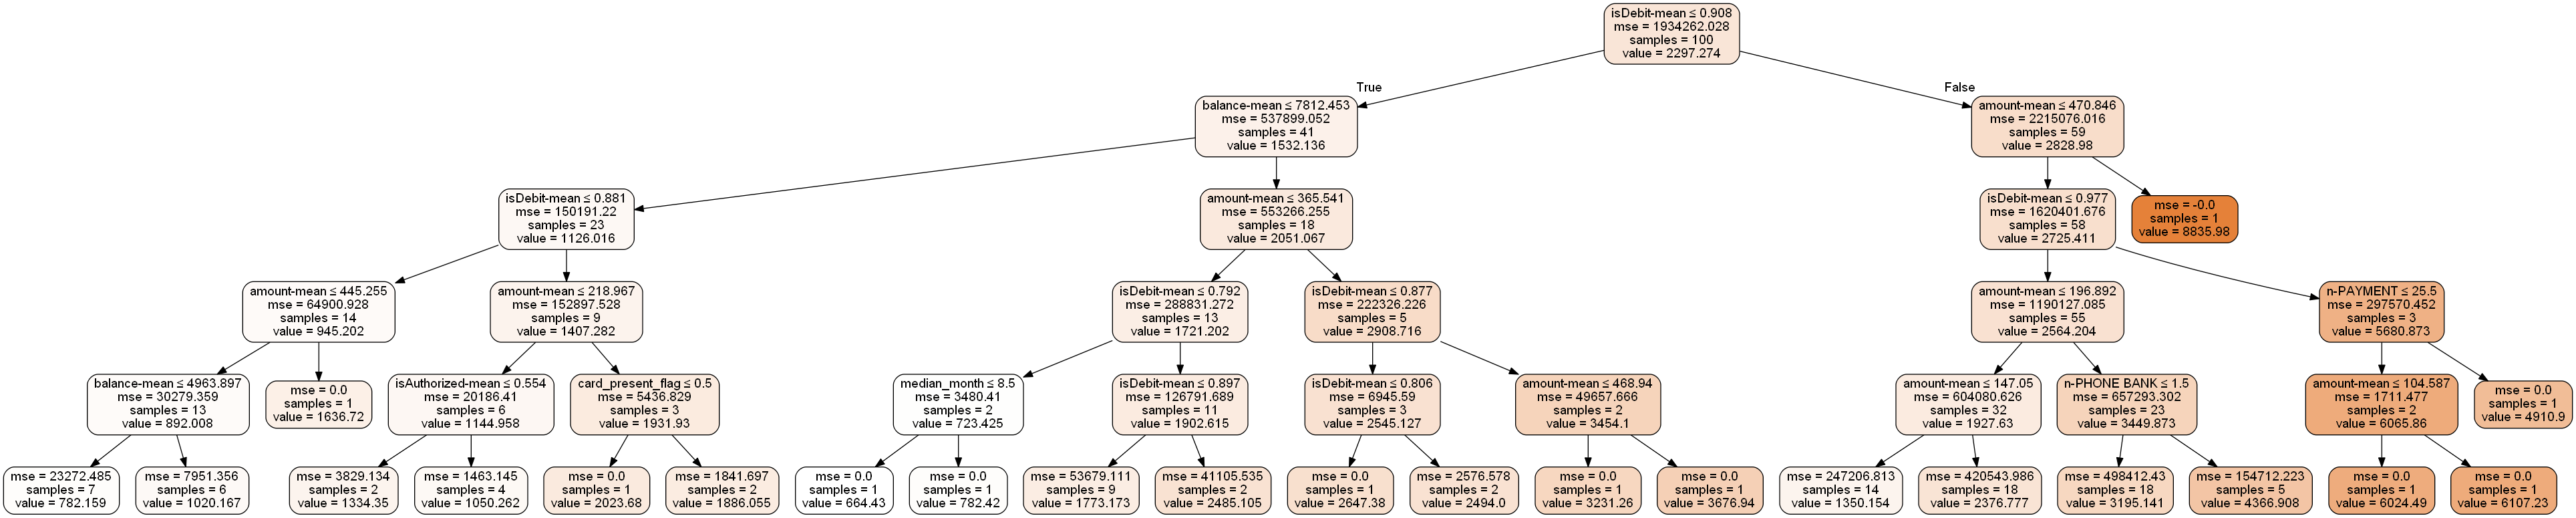 isDebit-mean ≤ 0.908
mse = 1934262.028
samples = 100
value = 2297.274
True
False
balance-mean ≤ 7812.453
mse = 537899.052
samples = 41
value = 1532.136
amount-mean ≤ 470.846
mse = 2215076.016
samples = 59
value = 2828.98
isDebit-mean ≤ 0.881
mse = 150191.22
samples = 23
value = 1126.016
amount-mean ≤ 365.541
mse = 553266.255
samples = 18
value = 2051.067
isDebit-mean ≤ 0.977
mse = 1620401.676
samples = 58
value = 2725.411
mse = -0.0
samples = 1
value = 8835.98
amount-mean ≤ 445.255
mse = 64900.928
samples = 14
value = 945.202
amount-mean ≤ 218.967
mse = 152897.528
samples = 9
value = 1407.282
isDebit-mean ≤ 0.792
mse = 288831.272
samples = 13
value = 1721.202
isDebit-mean ≤ 0.877
mse = 222326.226
samples = 5
value = 2908.716
amount-mean ≤ 196.892
mse = 1190127.085
samples = 55
value = 2564.204
n-PAYMENT ≤ 25.5
mse = 297570.452
samples = 3
value = 5680.873
balance-mean ≤ 4963.897
mse = 30279.359
samples = 13
value = 892.008
mse = 0.0
samples = 1
value = 1636.72
isAuthorized-mean ≤ 0.554
mse = 20186.41
samples = 6
value = 1144.958
card_present_flag ≤ 0.5
mse = 5436.829
samples = 3
value = 1931.93
median_month ≤ 8.5
mse = 3480.41
samples = 2
value = 723.425
isDebit-mean ≤ 0.897
mse = 126791.689
samples = 11
value = 1902.615
isDebit-mean ≤ 0.806
mse = 6945.59
samples = 3
value = 2545.127
amount-mean ≤ 468.94
mse = 49657.666
samples = 2
value = 3454.1
amount-mean ≤ 147.05
mse = 604080.626
samples = 32
value = 1927.63
n-PHONE BANK ≤ 1.5
mse = 657293.302
samples = 23
value = 3449.873
amount-mean ≤ 104.587
mse = 1711.477
samples = 2
value = 6065.86
mse = 0.0
samples = 1
value = 4910.9
mse = 23272.485
samples = 7
value = 782.159
mse = 7951.356
samples = 6
value = 1020.167
mse = 3829.134
samples = 2
value = 1334.35
mse = 1463.145
samples = 4
value = 1050.262
mse = 0.0
samples = 1
value = 2023.68
mse = 1841.697
samples = 2
value = 1886.055
mse = 0.0
samples = 1
value = 664.43
mse = 0.0
samples = 1
value = 782.42
mse = 53679.111
samples = 9
value = 1773.173
mse = 41105.535
samples = 2
value = 2485.105
mse = 0.0
samples = 1
value = 2647.38
mse = 2576.578
samples = 2
value = 2494.0
mse = 0.0
samples = 1
value = 3231.26
mse = 0.0
samples = 1
value = 3676.94
mse = 247206.813
samples = 14
value = 1350.154
mse = 420543.986
samples = 18
value = 2376.777
mse = 498412.43
samples = 18
value = 3195.141
mse = 154712.223
samples = 5
value = 4366.908
mse = 0.0
samples = 1
value = 6024.49
mse = 0.0
samples = 1
value = 6107.23